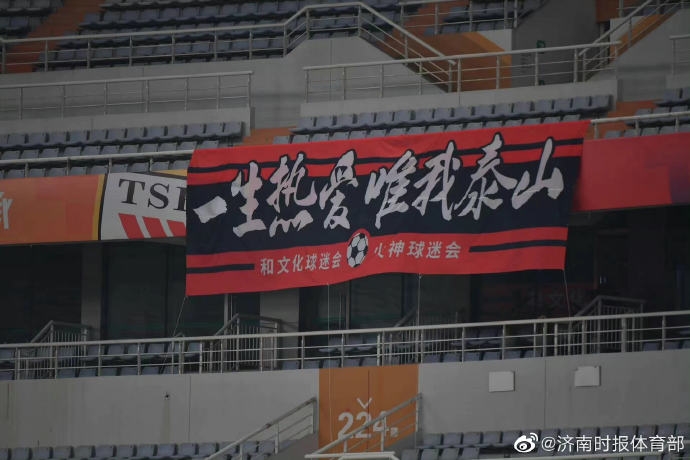 一生热爱唯我泰山
TSI
和文化球迷会 火神球迷会
224
@济南时报体育部